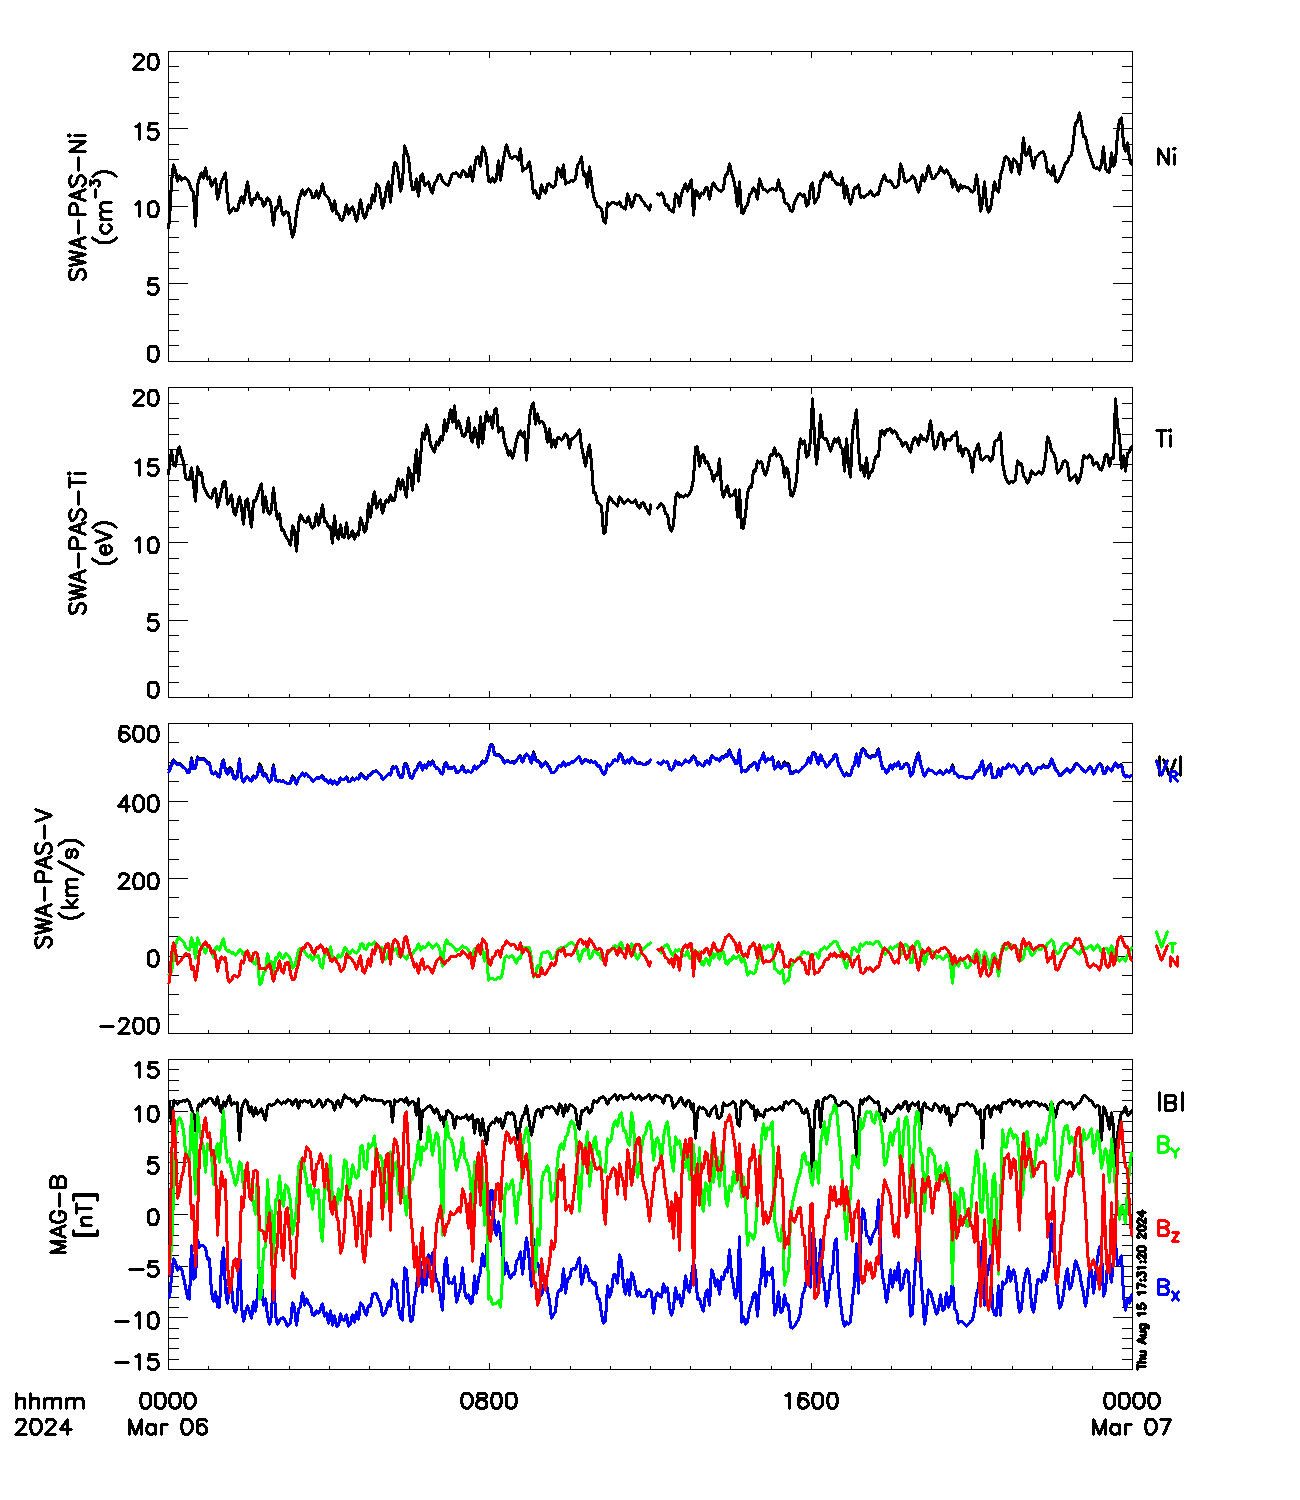 20
15
10
5
0
SWA-PAS-Ni
(cm⁻³)
Ni
20
15
10
5
0
SWA-PAS-Ti
(eV)
Ti
600
400
200
0
-200
SWA-PAS-V
(km/s)
|V|
V_R
V_T
V_N
15
10
5
0
-5
-10
-15
MAG-B
[nT]
|B|
B_Y
B_Z
B_X
Thu Aug 15 17:31:20 2024
hhmm 0000 0800 1600 0000
2024 Mar 06 Mar 07